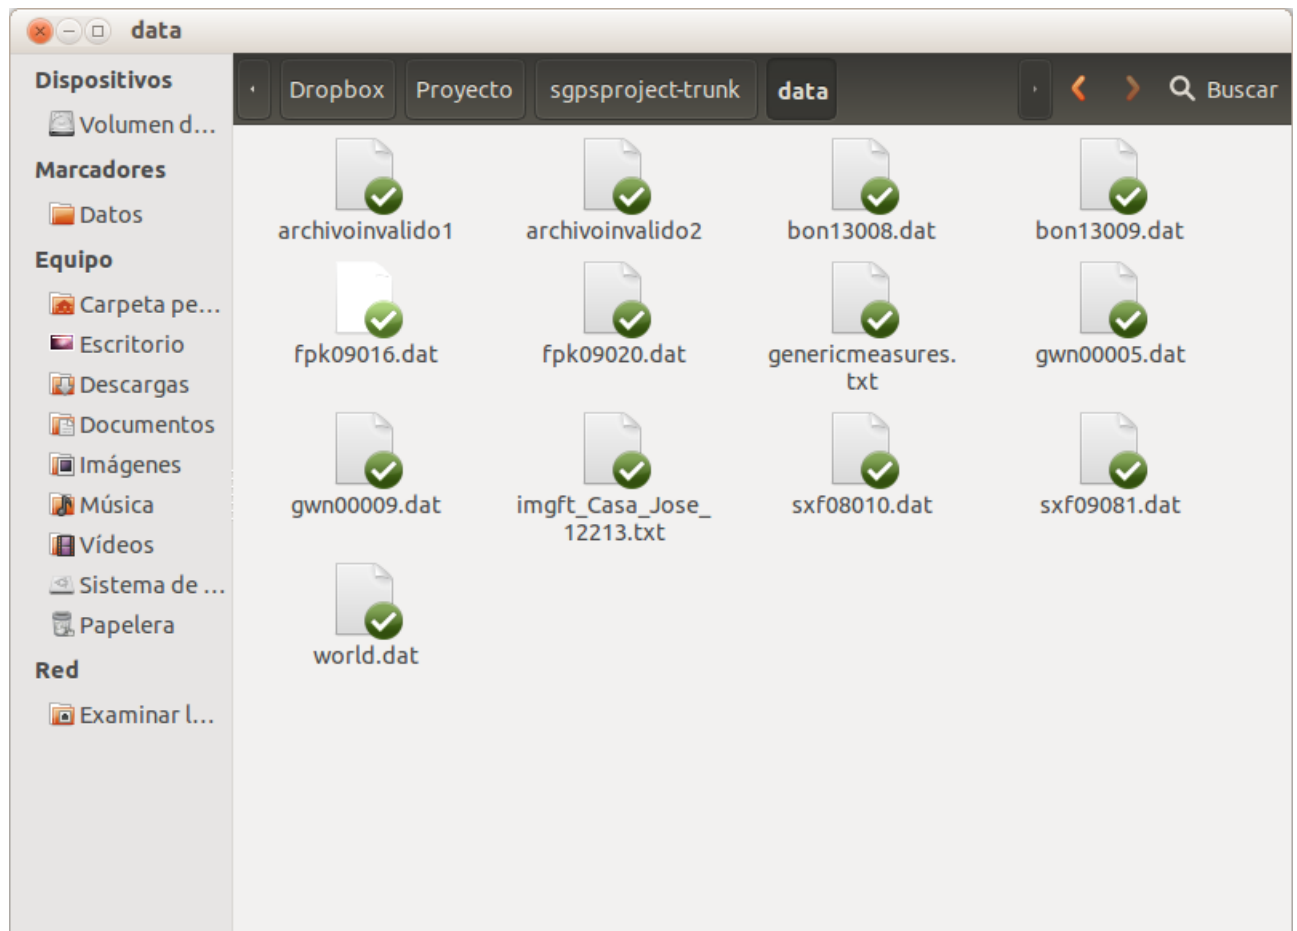 data
Dispositivos
Volumen d...
Marcadores
Datos
Equipo
Carpeta pe...
Escritorio
Descargas
Documentos
Imágenes
Música
Vídeos
Sistema de ...
Papelera
Red
Examinar l...
Dropbox Proyecto sgpsproject-trunk data Buscar
archivoinvalido1 archivoinvalido2 bon13008.dat bon13009.dat
fpk09016.dat fpk09020.dat genericmeasures. gwn00005.dat
txt
gwn00009.dat imgft_Casa_Jose_ sxf08010.dat sxf09081.dat
12213.txt
world.dat